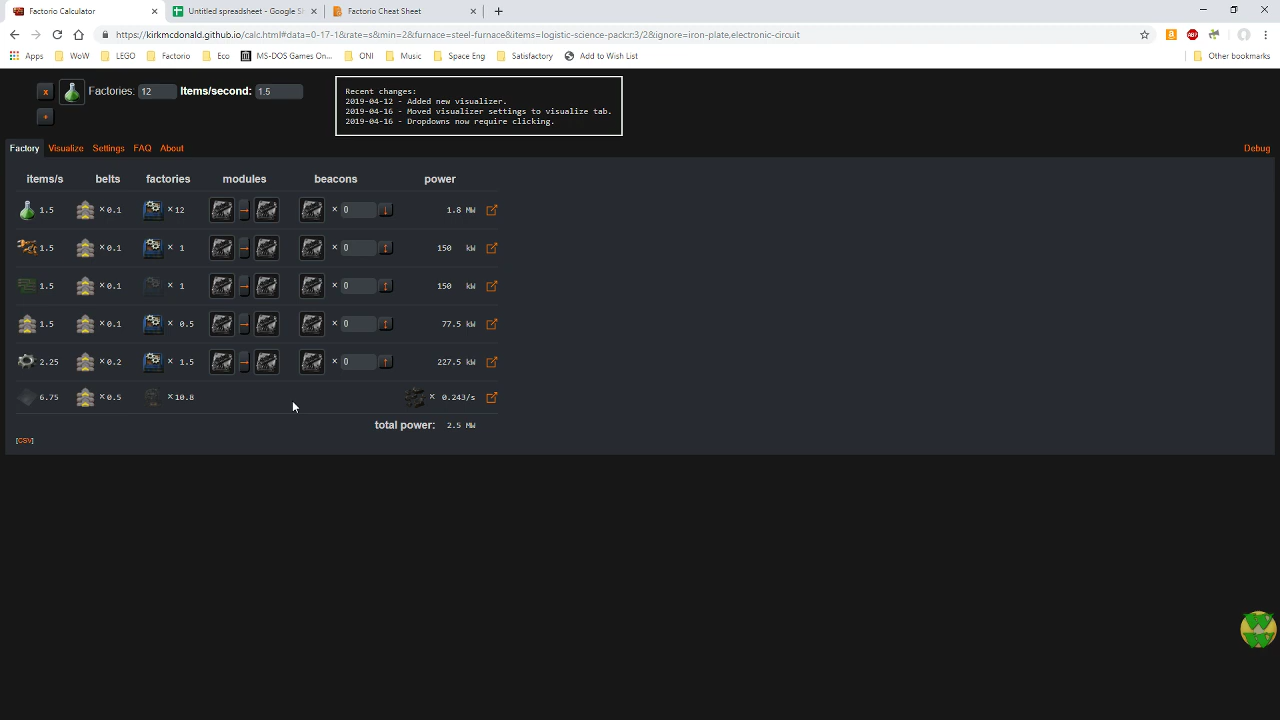 Factorio Calculator
Untitled spreadsheet - Google Sh
Factorio Cheat Sheet
https://kirkmcdonald.github.io/calc.html#data=0-17-1&rate=s&min=2&furnace=steel-furnace&items=logistic-science-pack:r:3/2&ignore=iron-plate,electronic-circuit
Apps WoW LEGO Factorio Eco MS-DOS Games On... ONI Music Space Eng Satisfactory Add to Wish List Other bookmarks
x Factories: 12 Items/second: 1.5
+
Recent changes:
2019-04-12 - Added new visualizer.
2019-04-16 - Moved visualizer settings to visualize tab.
2019-04-16 - Dropdowns now require clicking.
Factory Visualize Settings FAQ About Debug
items/s belts factories modules beacons power
1.5 ×0.1 ×12 → × 0 ↓ 1.8 MW
1.5 ×0.1 × 1 → × 0 ↕ 150 kW
1.5 ×0.1 × 1 → × 0 ↕ 150 kW
1.5 ×0.1 × 0.5 → × 0 ↕ 77.5 kW
2.25 ×0.2 × 1.5 → × 0 ↑ 227.5 kW
6.75 ×0.5 ×10.8 × 0.243/s
total power: 2.5 MW
[CSV]